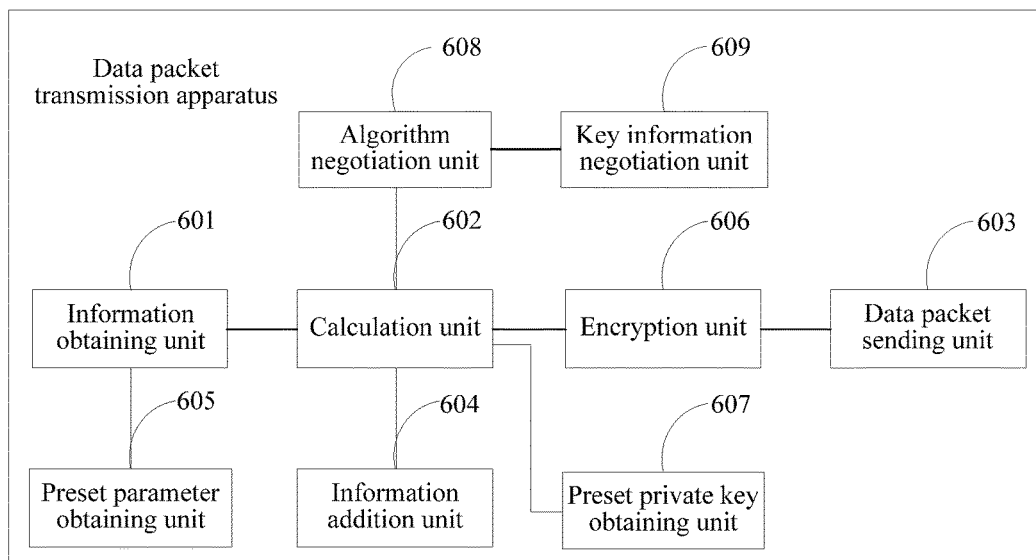 608
609
Data packet
transmission apparatus
Algorithm
negotiation unit
Key information
negotiation unit
601
602
606
603
Information
obtaining unit
Calculation unit
Encryption unit
Data packet
sending unit
605
604
607
Preset parameter
obtaining unit
Information
addition unit
Preset private key
obtaining unit